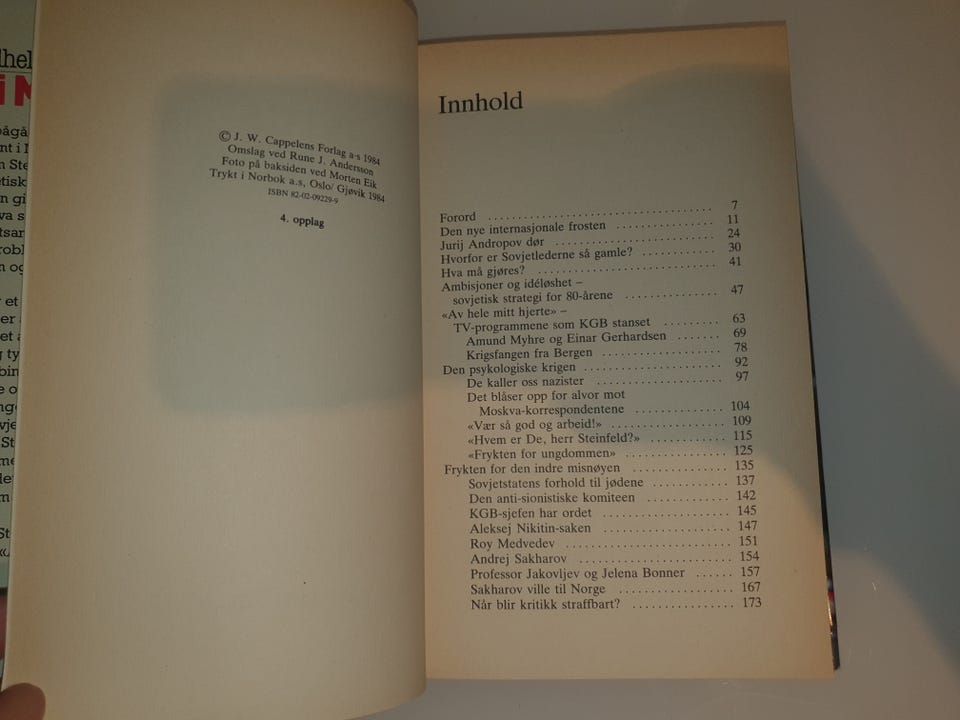 © J. W. Cappelens Forlag a·s 1984
Omslag ved Rune J. Andersson
Foto på baksiden ved Morten Eik
Trykt i Norbok a.s, Oslo/ Gjøvik 1984
ISBN 82-02-09229-9
4. opplag
Innhold
Forord .................................... 7
Den nye internasjonale frosten ................ 11
Jurij Andropov dør ......................... 24
Hvorfor er Sovjetlederne så gamle? ............ 30
Hva må gjøres? ............................ 41
Ambisjoner og idéløshet –
sovjetisk strategi for 80-årene ............... 47
«Av hele mitt hjerte» –
TV-programmene som KGB stanset ......... 63
Amund Myhre og Einar Gerhardsen ....... 69
Krigsfangen fra Bergen ................... 78
Den psykologiske krigen ..................... 92
De kaller oss nazister .................... 97
Det blåser opp for alvor mot
Moskva-korrespondentene .............. 104
«Vær så god og arbeid!» .................. 109
«Hvem er De, herr Steinfeld?» ............. 115
«Frykten for ungdommen» ................ 125
Frykten for den indre misnøyen ............... 135
Sovjetstatens forhold til jødene ............ 137
Den anti-sionistiske komiteen ............. 142
KGB-sjefen har ordet .................... 145
Aleksej Nikitin-saken .................... 147
Roy Medvedev .......................... 151
Andrej Sakharov ........................ 154
Professor Jakovljev og Jelena Bonner ...... 157
Sakharov ville til Norge .................. 167
Når blir kritikk straffbart? ................ 173